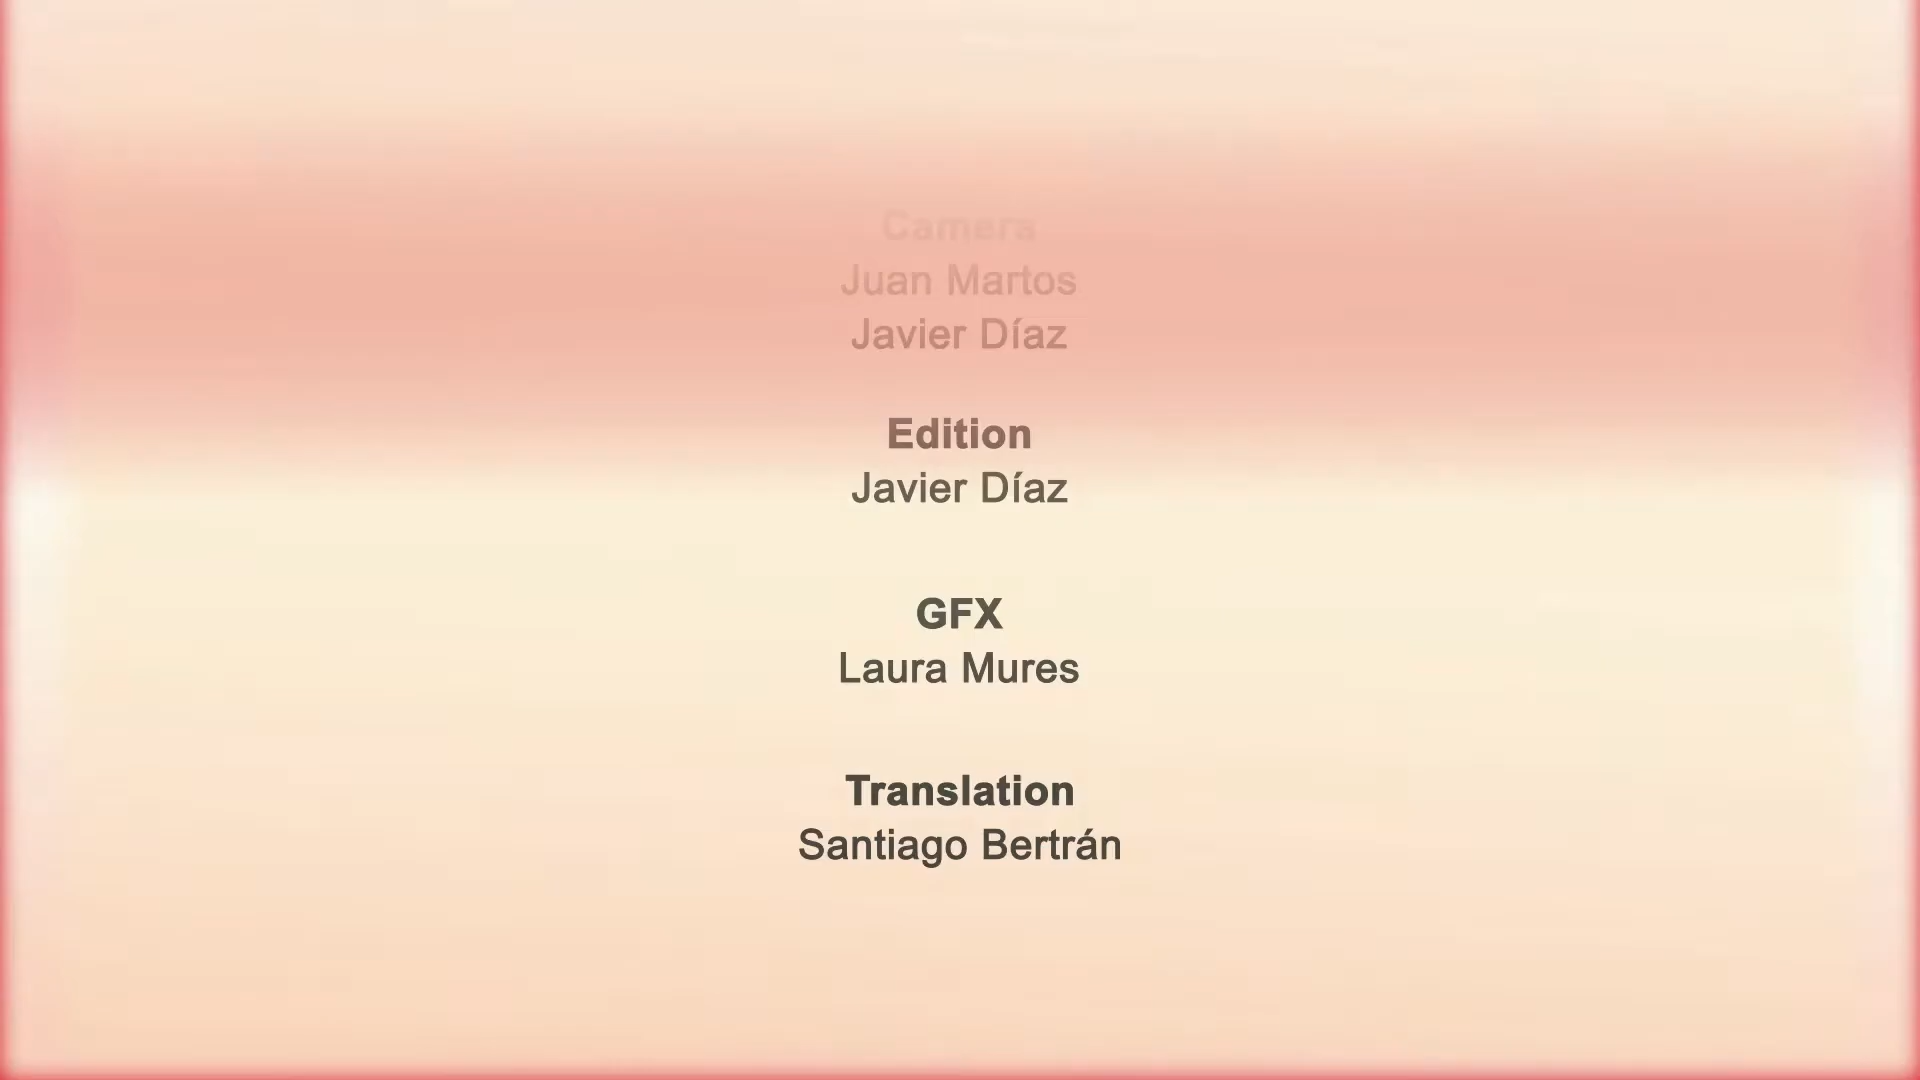 Camera
Juan Martos
Javier Díaz
Edition
Javier Díaz
GFX
Laura Mures
Translation
Santiago Bertrán